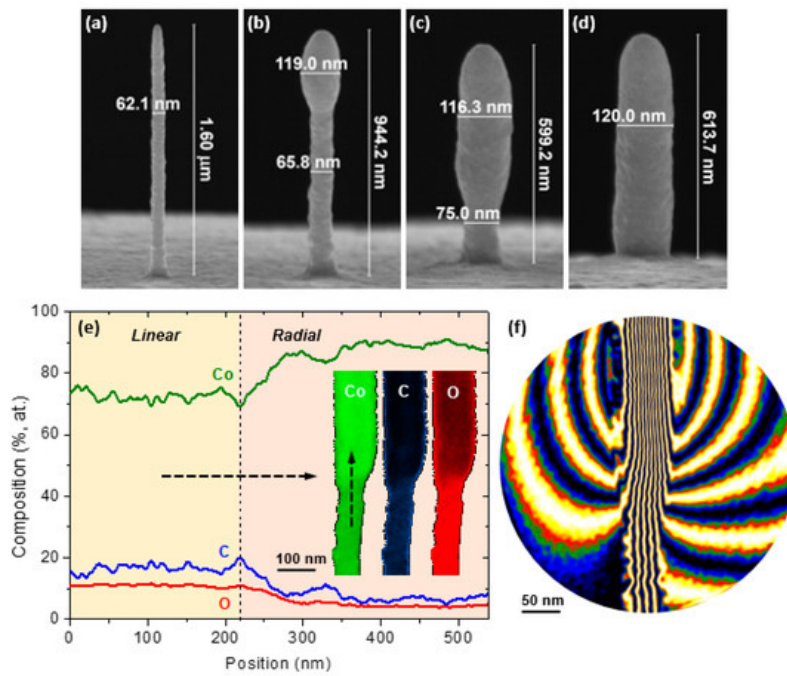 (a)
62.1 nm
1.60 µm
(b)
119.0 nm
65.8 nm
944.2 nm
(c)
116.3 nm
75.0 nm
599.2 nm
(d)
120.0 nm
613.7 nm
(e)
Linear
Radial
Co
C
O
Co
C
O
100 nm
Composition (%, at.)
100
80
60
40
20
0
0
100
200
300
400
500
Position (nm)
(f)
50 nm